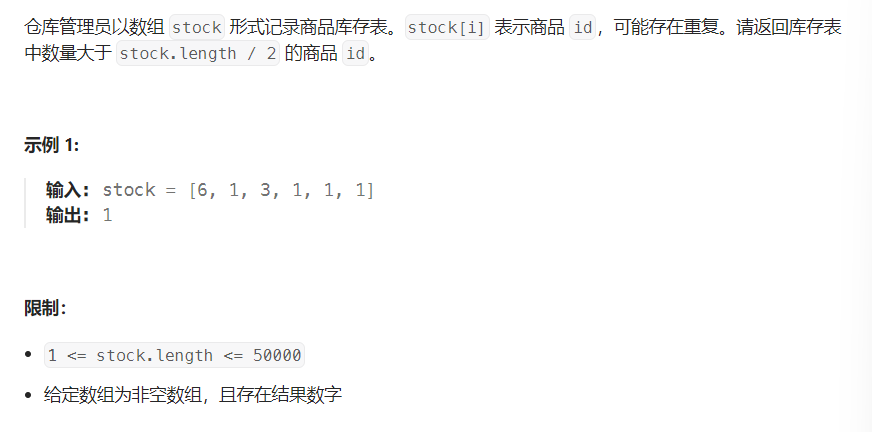 仓库管理员以数组 stock 形式记录商品库存表。stock[i] 表示商品 id，可能存在重复。请返回库存表
中数量大于 stock.length / 2 的商品 id。
示例 1:
输入: stock = [6, 1, 3, 1, 1, 1]
输出: 1
限制：
• 1 <= stock.length <= 50000
• 给定数组为非空数组，且存在结果数字